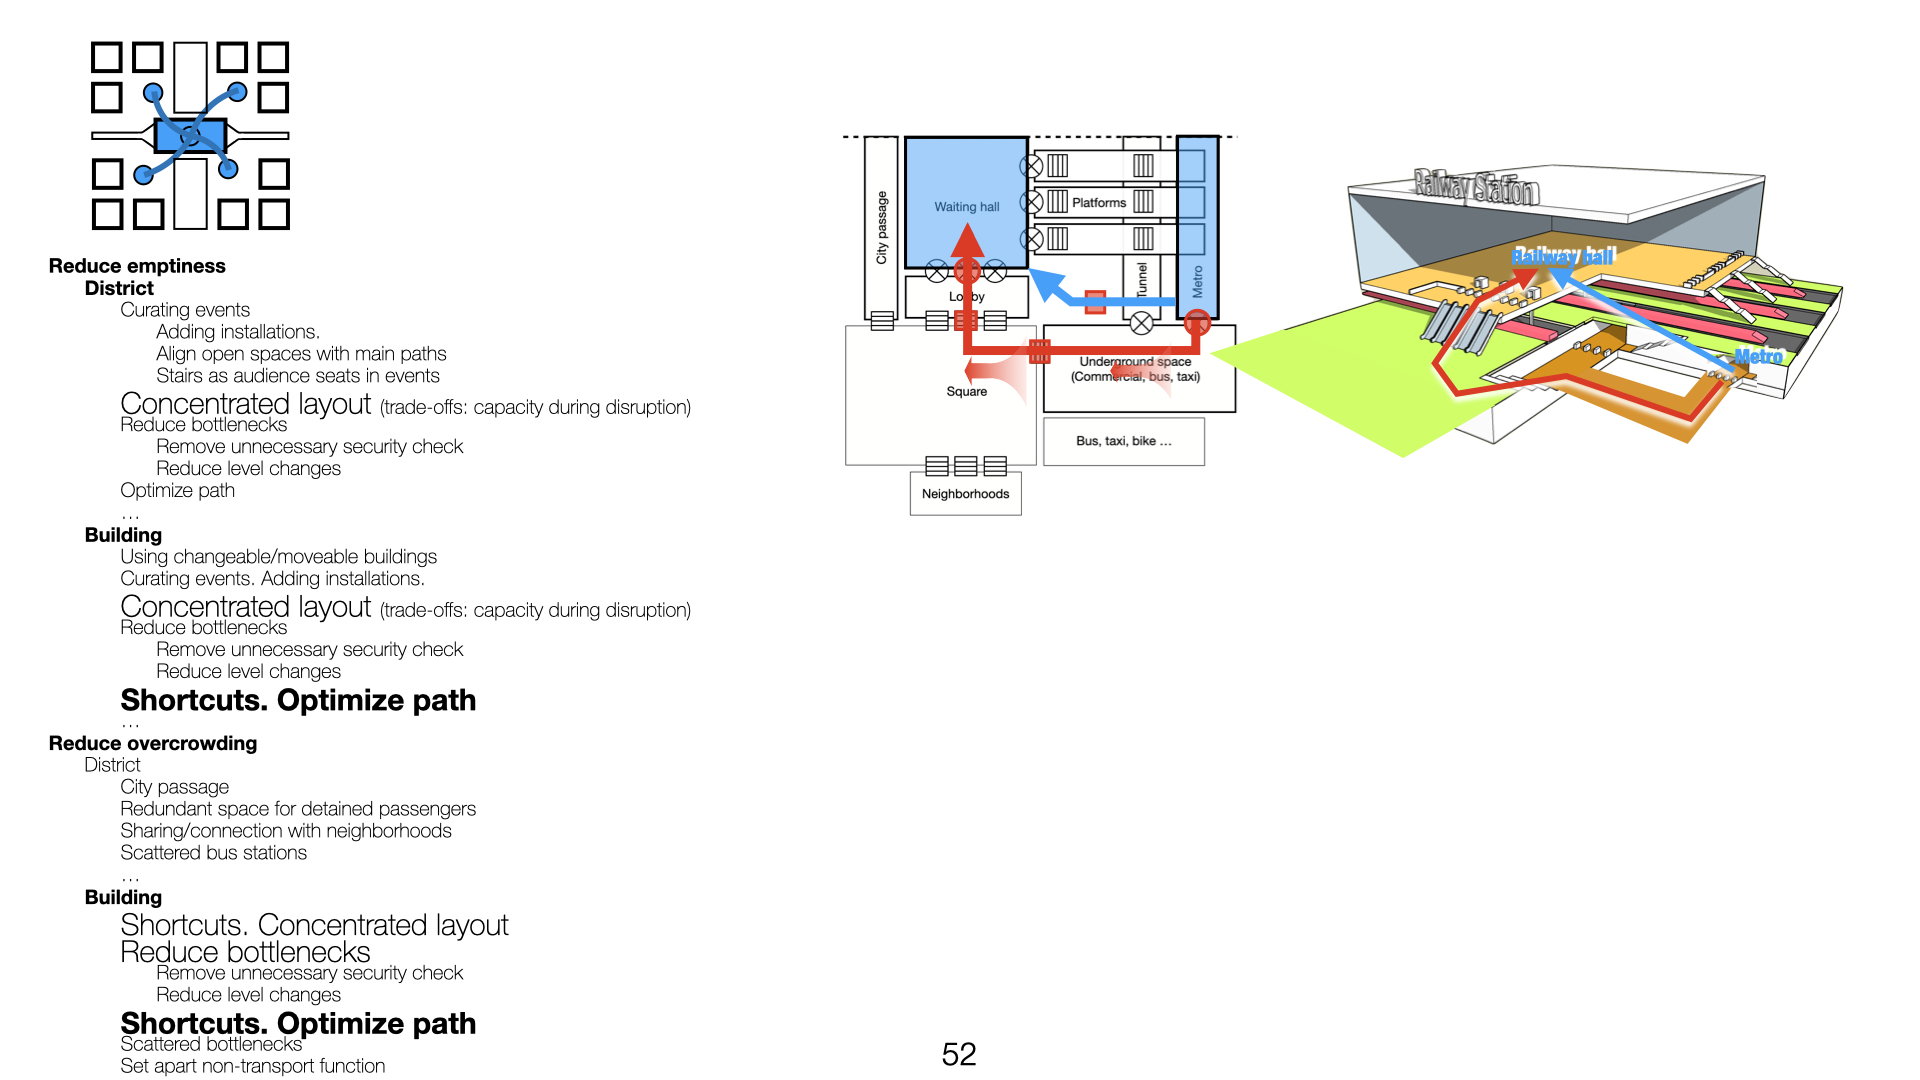 Reduce emptiness
District
Curating events
Adding installations.
Align open spaces with main paths
Stairs as audience seats in events
Concentrated layout (trade-offs: capacity during disruption)
Reduce bottlenecks
Remove unnecessary security check
Reduce level changes
Optimize path
…
Building
Using changeable/moveable buildings
Curating events. Adding installations.
Concentrated layout (trade-offs: capacity during disruption)
Reduce bottlenecks
Remove unnecessary security check
Reduce level changes
Shortcuts. Optimize path
…
Reduce overcrowding
District
City passage
Redundant space for detained passengers
Sharing/connection with neighborhoods
Scattered bus stations
…
Building
Shortcuts. Concentrated layout
Reduce bottlenecks
Remove unnecessary security check
Reduce level changes
Shortcuts. Optimize path
Scattered bottlenecks
Set apart non-transport function
City passage
Waiting hall
Platforms
Tunnel
Metro
Lobby
Underground space
(Commercial, bus, taxi)
Square
Bus, taxi, bike …
Neighborhoods
Railway Station
Railway hall
Metro
52